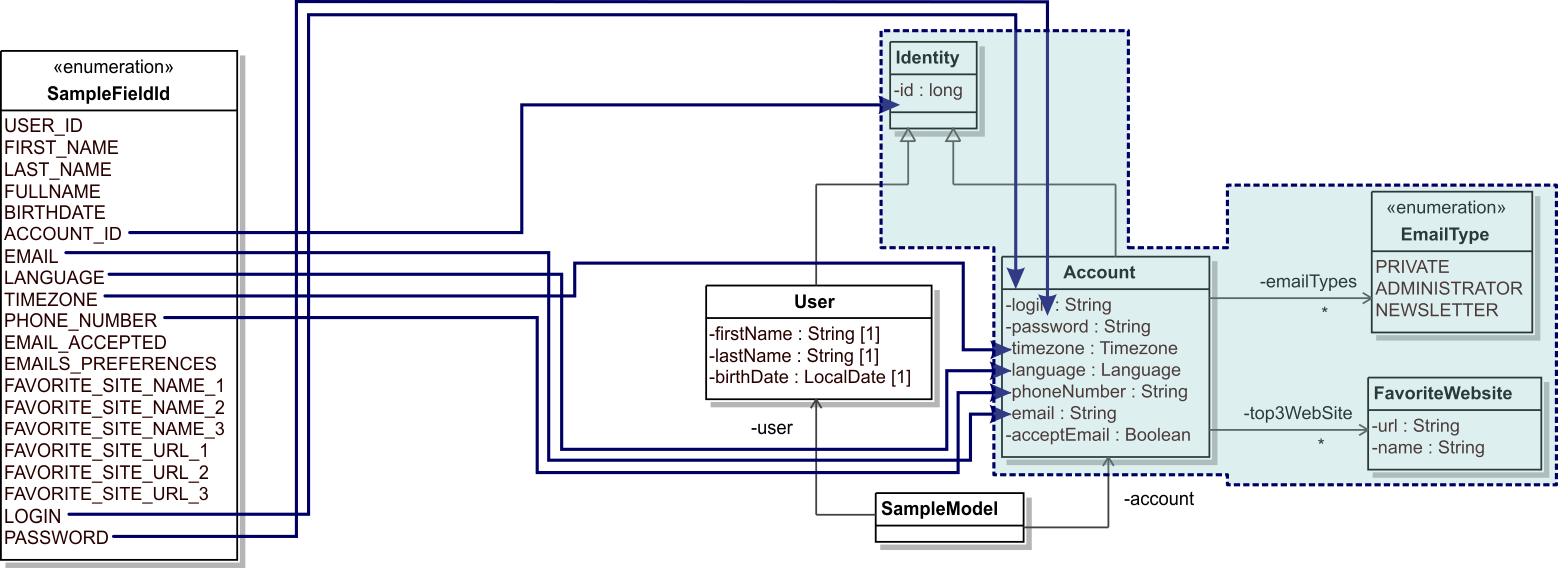 «enumeration»
SampleFieldId
USER_ID
FIRST_NAME
LAST_NAME
FULLNAME
BIRTHDATE
ACCOUNT_ID
EMAIL
LANGUAGE
TIMEZONE
PHONE_NUMBER
EMAIL_ACCEPTED
EMAILS_PREFERENCES
FAVORITE_SITE_NAME_1
FAVORITE_SITE_NAME_2
FAVORITE_SITE_NAME_3
FAVORITE_SITE_URL_1
FAVORITE_SITE_URL_2
FAVORITE_SITE_URL_3
LOGIN
PASSWORD
Identity
-id : long
User
-firstName : String [1]
-lastName : String [1]
-birthDate : LocalDate [1]
-user
SampleModel
-account
Account
-login : String
-password : String
-timezone : Timezone
-language : Language
-phoneNumber : String
-email : String
-acceptEmail : Boolean
-emailTypes
*
«enumeration»
EmailType
PRIVATE
ADMINISTRATOR
NEWSLETTER
-top3WebSite
*
FavoriteWebsite
-url : String
-name : String